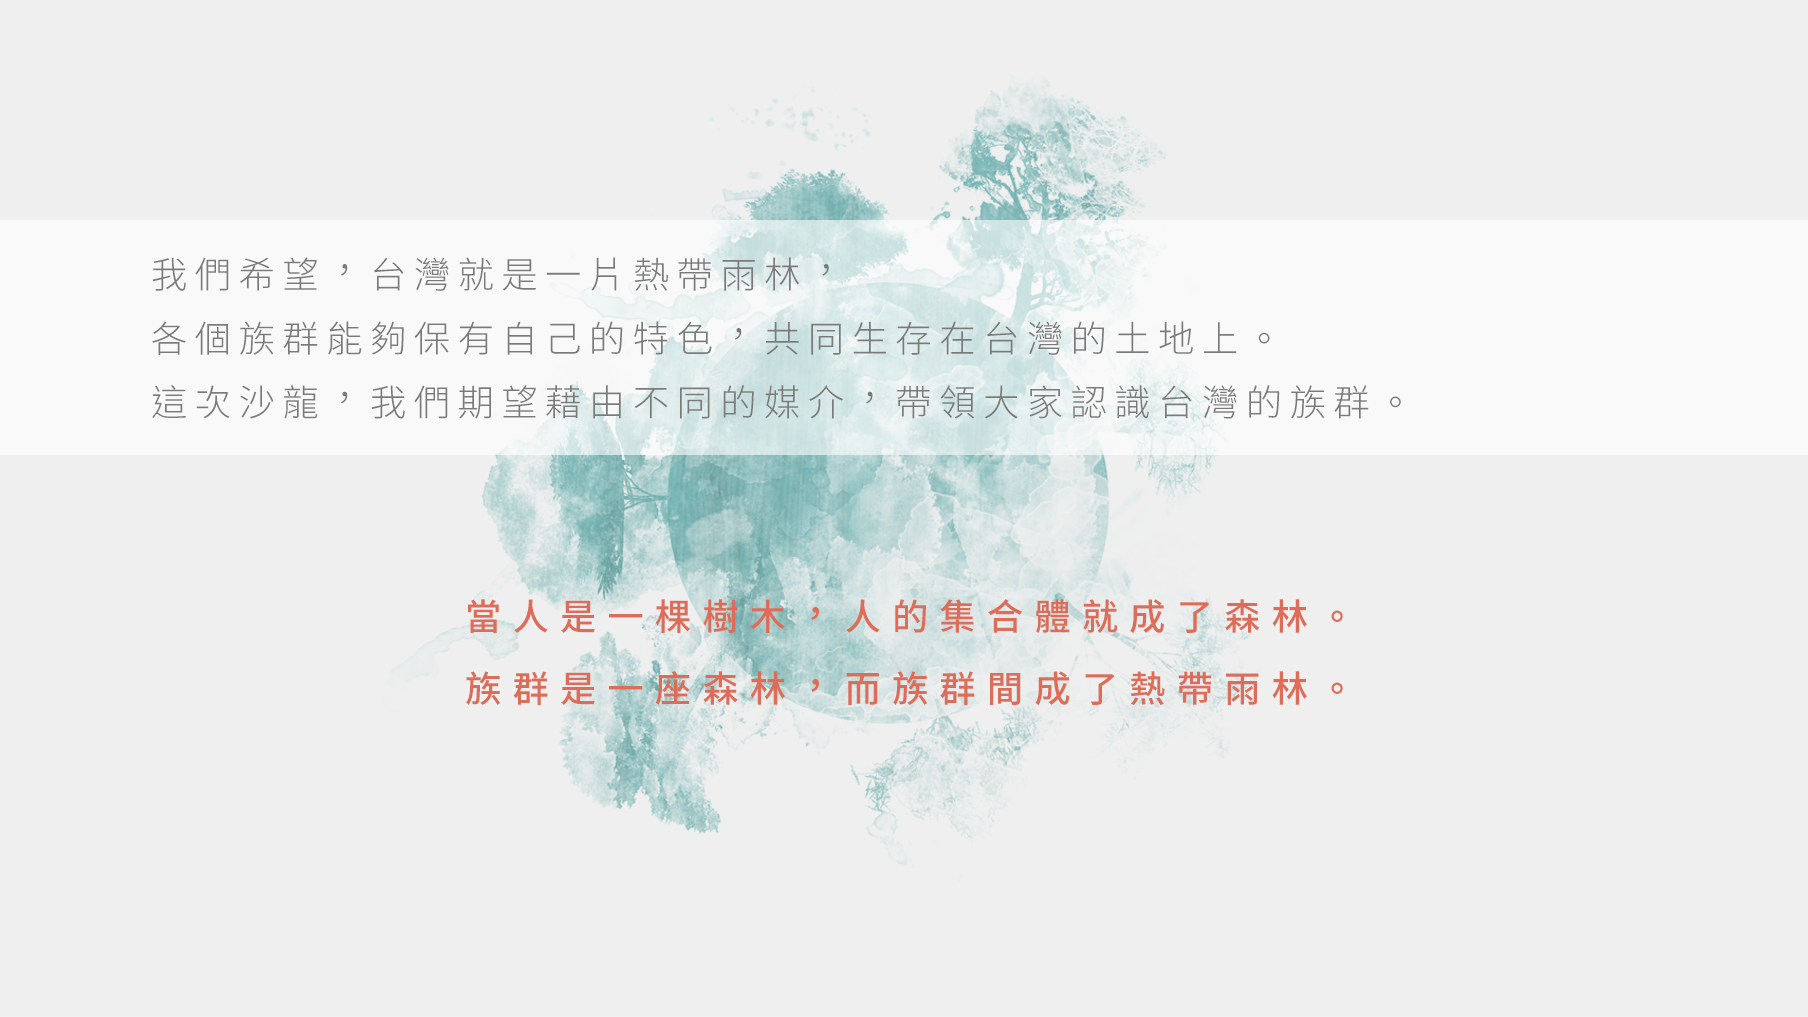 我們希望，台灣就是一片熱帶雨林，
各個族群能夠保有自己的特色，共同生存在台灣的土地上。
這次沙龍，我們期望藉由不同的媒介，帶領大家認識台灣的族群。
當人是一棵樹木，人的集合體就成了森林。
族群是一座森林，而族群間成了熱帶雨林。